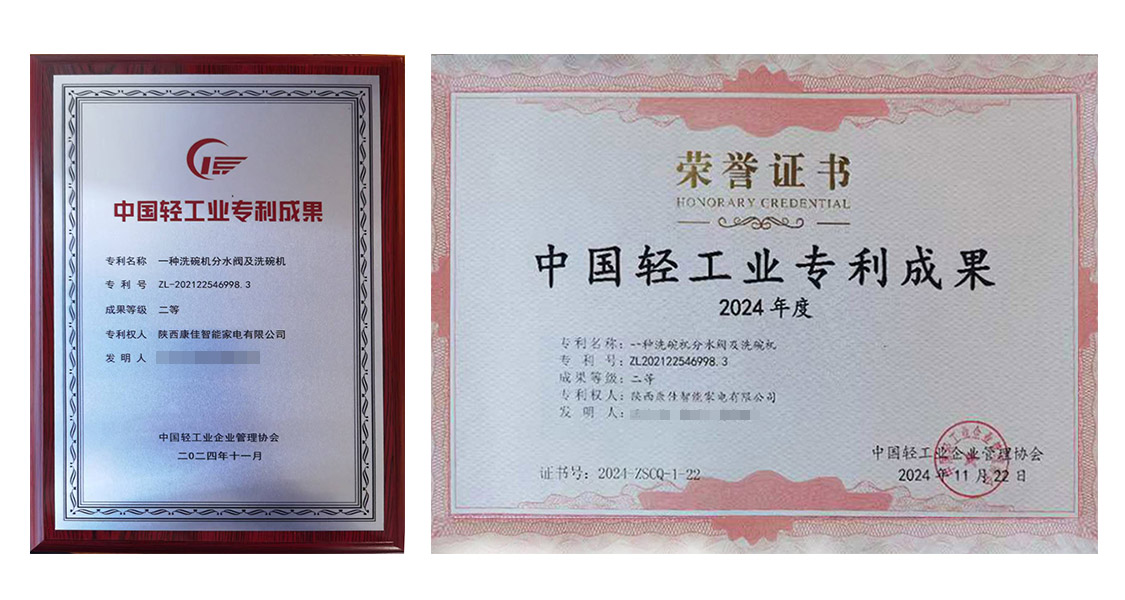 中国轻工业专利成果
专利名称 一种洗碗机分水阀及洗碗机
专利号 ZL-202122546998.3
成果等级 二等
专利权人 陕西康佳智能家电有限公司
发明人
中国轻工业企业管理协会
二〇二四年十一月
荣誉证书
HONORARY CREDENTIAL
中国轻工业专利成果
2024 年度
专利名称：一种洗碗机分水阀及洗碗机
专利号：ZL202122546998.3
成果等级：二等
专利权人：陕西康佳智能家电有限公司
发明人：
中国轻工业企业管理协会
证书号：2024-ZSCQ-1-22
2024 年 11 月 22 日